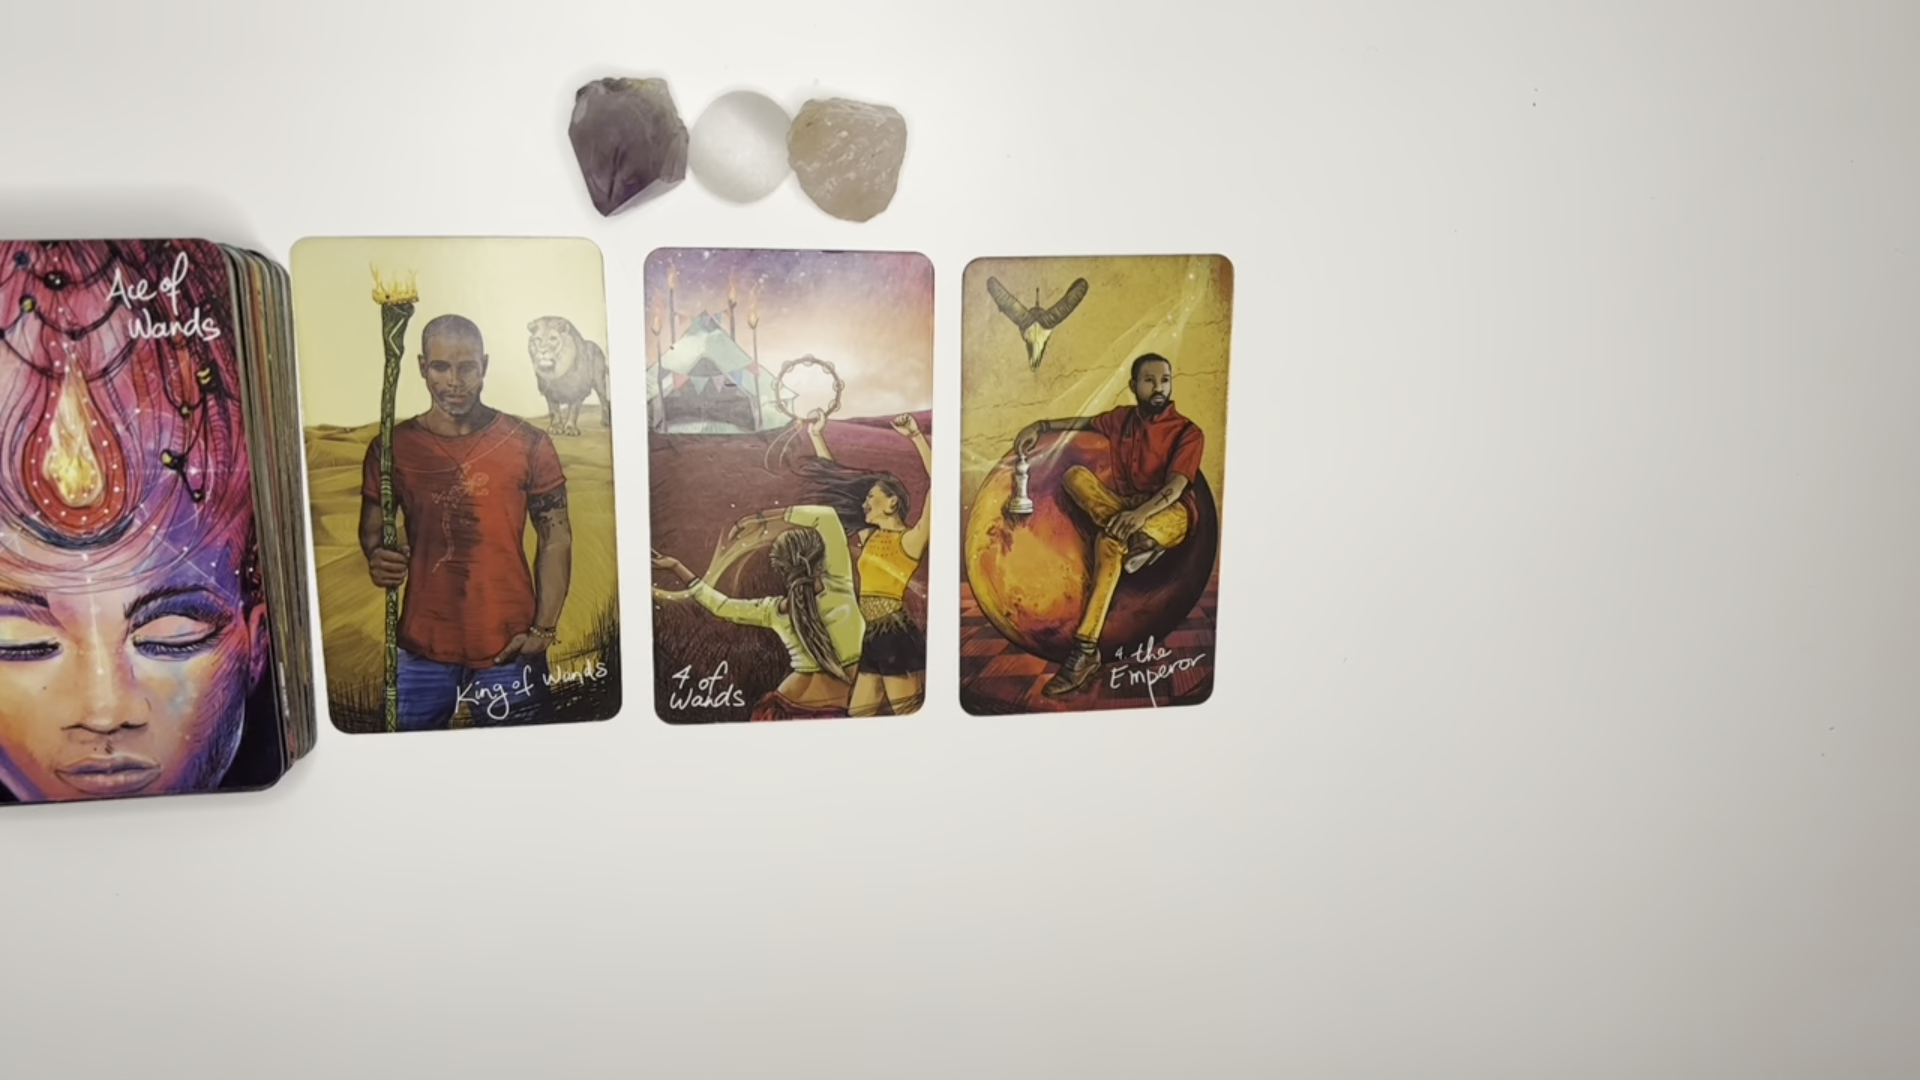 Ace of
Wands
King of Wands
4 of
Wands
4. the
Emperor